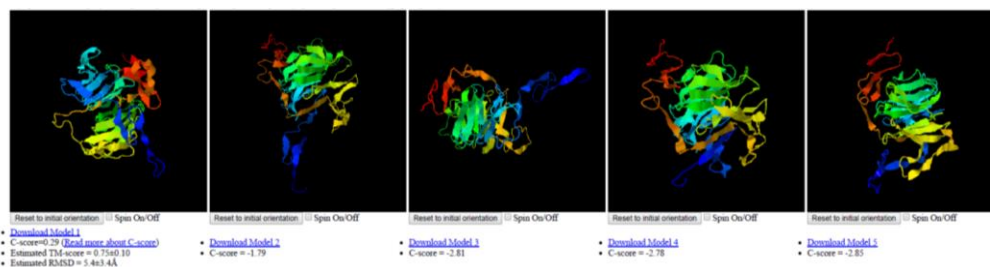 Reset to initial orientation Spin On/Off
Download Model 1
C-score=0.29 (Read more about C-score)
Estimated TM-score = 0.75±0.10
Estimated RMSD = 5.4±3.4Å
Reset to initial orientation Spin On/Off
Download Model 2
C-score = -1.79
Reset to initial orientation Spin On/Off
Download Model 3
C-score = -2.81
Reset to initial orientation Spin On/Off
Download Model 4
C-score = -2.78
Reset to initial orientation Spin On/Off
Download Model 5
C-score = -2.85